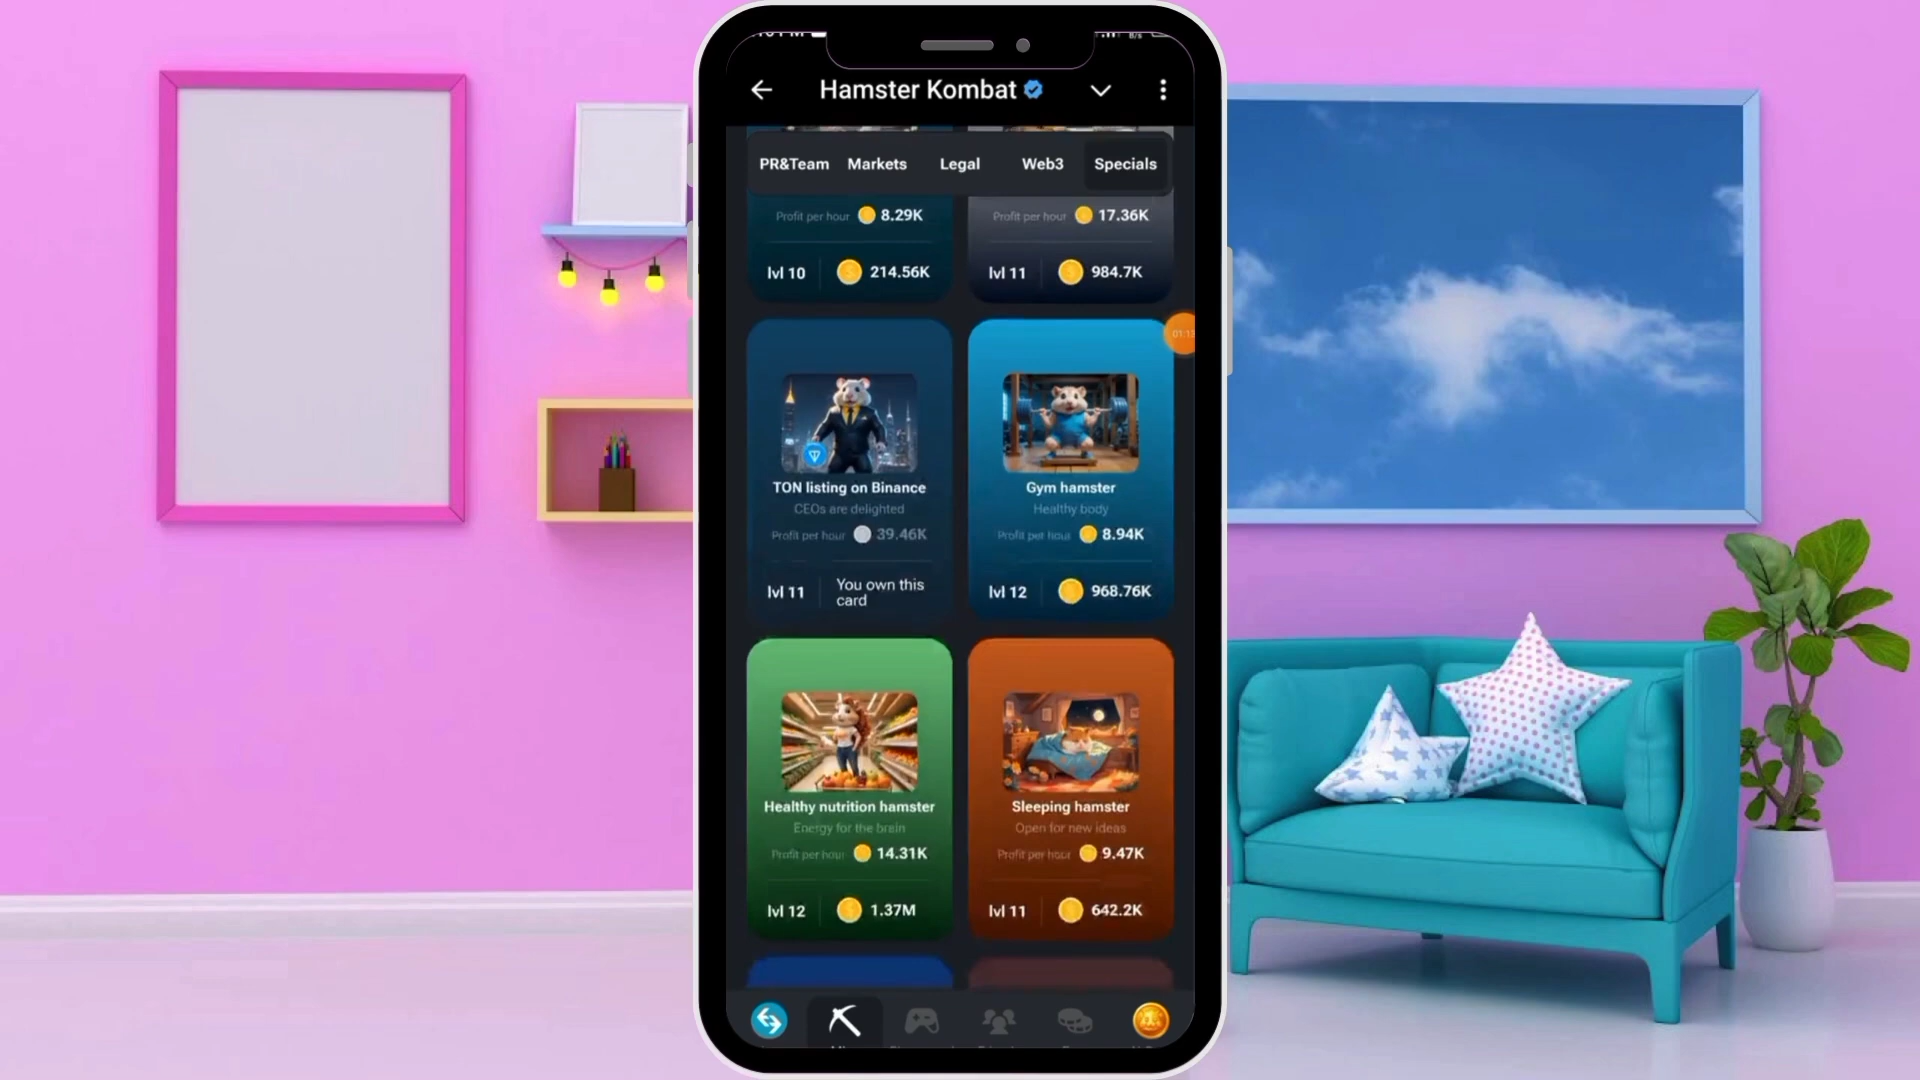 Hamster Kombat
PR&Team Markets Legal Web3 Specials
Profit per hour 8.29K
Profit per hour 17.36K
lvl 10 214.56K
lvl 11 984.7K
01:1
TON listing on Binance
CEOs are delighted
Profit per hour 39.46K
lvl 11 You own this
card
Gym hamster
Healthy body
Profit per hour 8.94K
lvl 12 968.76K
Healthy nutrition hamster
Energy for the brain
Profit per hour 14.31K
lvl 12 1.37M
Sleeping hamster
Open for new ideas
Profit per hour 9.47K
lvl 11 642.2K